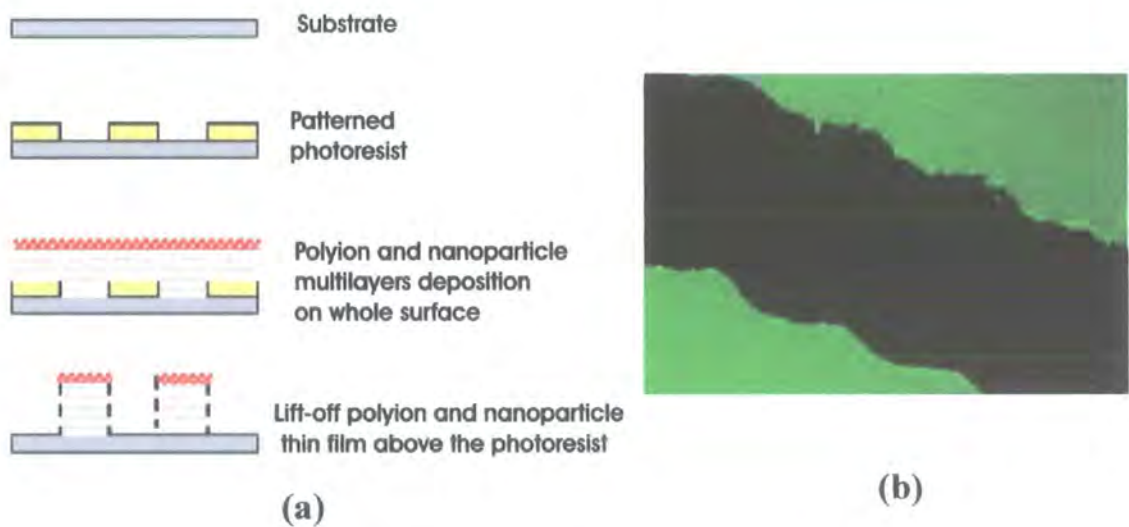 Substrate
Patterned
photoresist
Polyion and nanoparticle
multilayers deposition
on whole surface
Lift-off polyion and nanoparticle
thin film above the photoresist
(a)
(b)